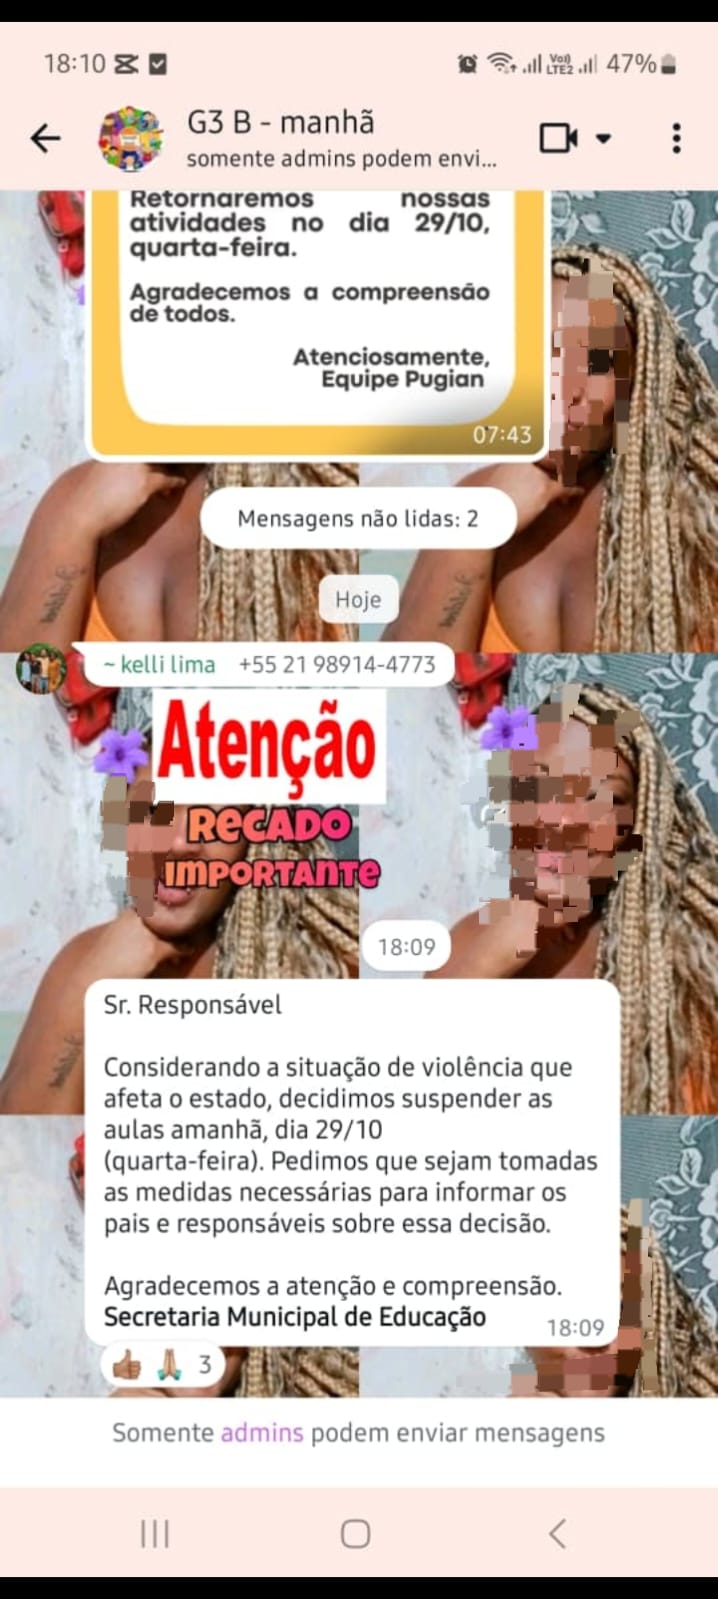 18:10
Vo))
LTE2
47%
G3 B - manhã
somente admins podem envi...
Retornaremos nossas
atividades no dia 29/10,
quarta-feira.
Agradecemos a compreensão
de todos.
Atenciosamente,
Equipe Pugian
07:43
Mensagens não lidas: 2
Hoje
~ kelli lima +55 21 98914-4773
Atenção
RECADO
IMPORTANTE
18:09
Sr. Responsável
Considerando a situação de violência que
afeta o estado, decidimos suspender as
aulas amanhã, dia 29/10
(quarta-feira). Pedimos que sejam tomadas
as medidas necessárias para informar os
pais e responsáveis sobre essa decisão.
Agradecemos a atenção e compreensão.
Secretaria Municipal de Educação
18:09
3
Somente admins podem enviar mensagens